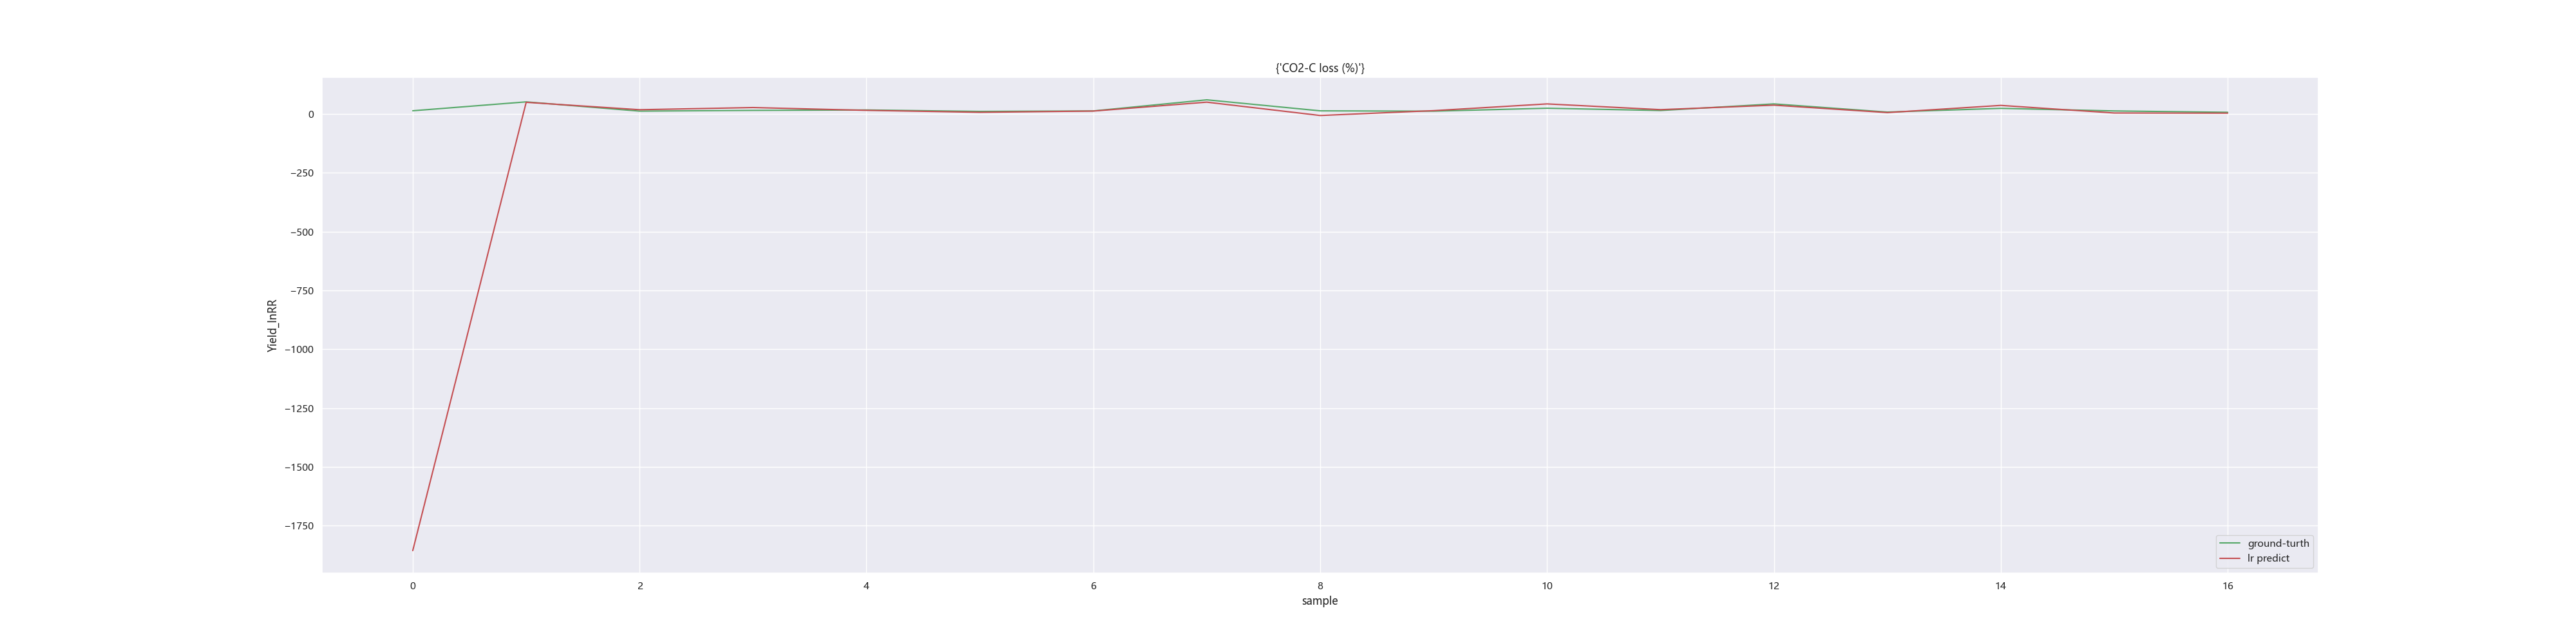 {'CO2-C loss (%)'}
0
−250
−500
−750
−1000
−1250
−1500
−1750
Yield_lnRR
ground-turth
lr predict
0 2 4 6 8 10 12 14 16
sample